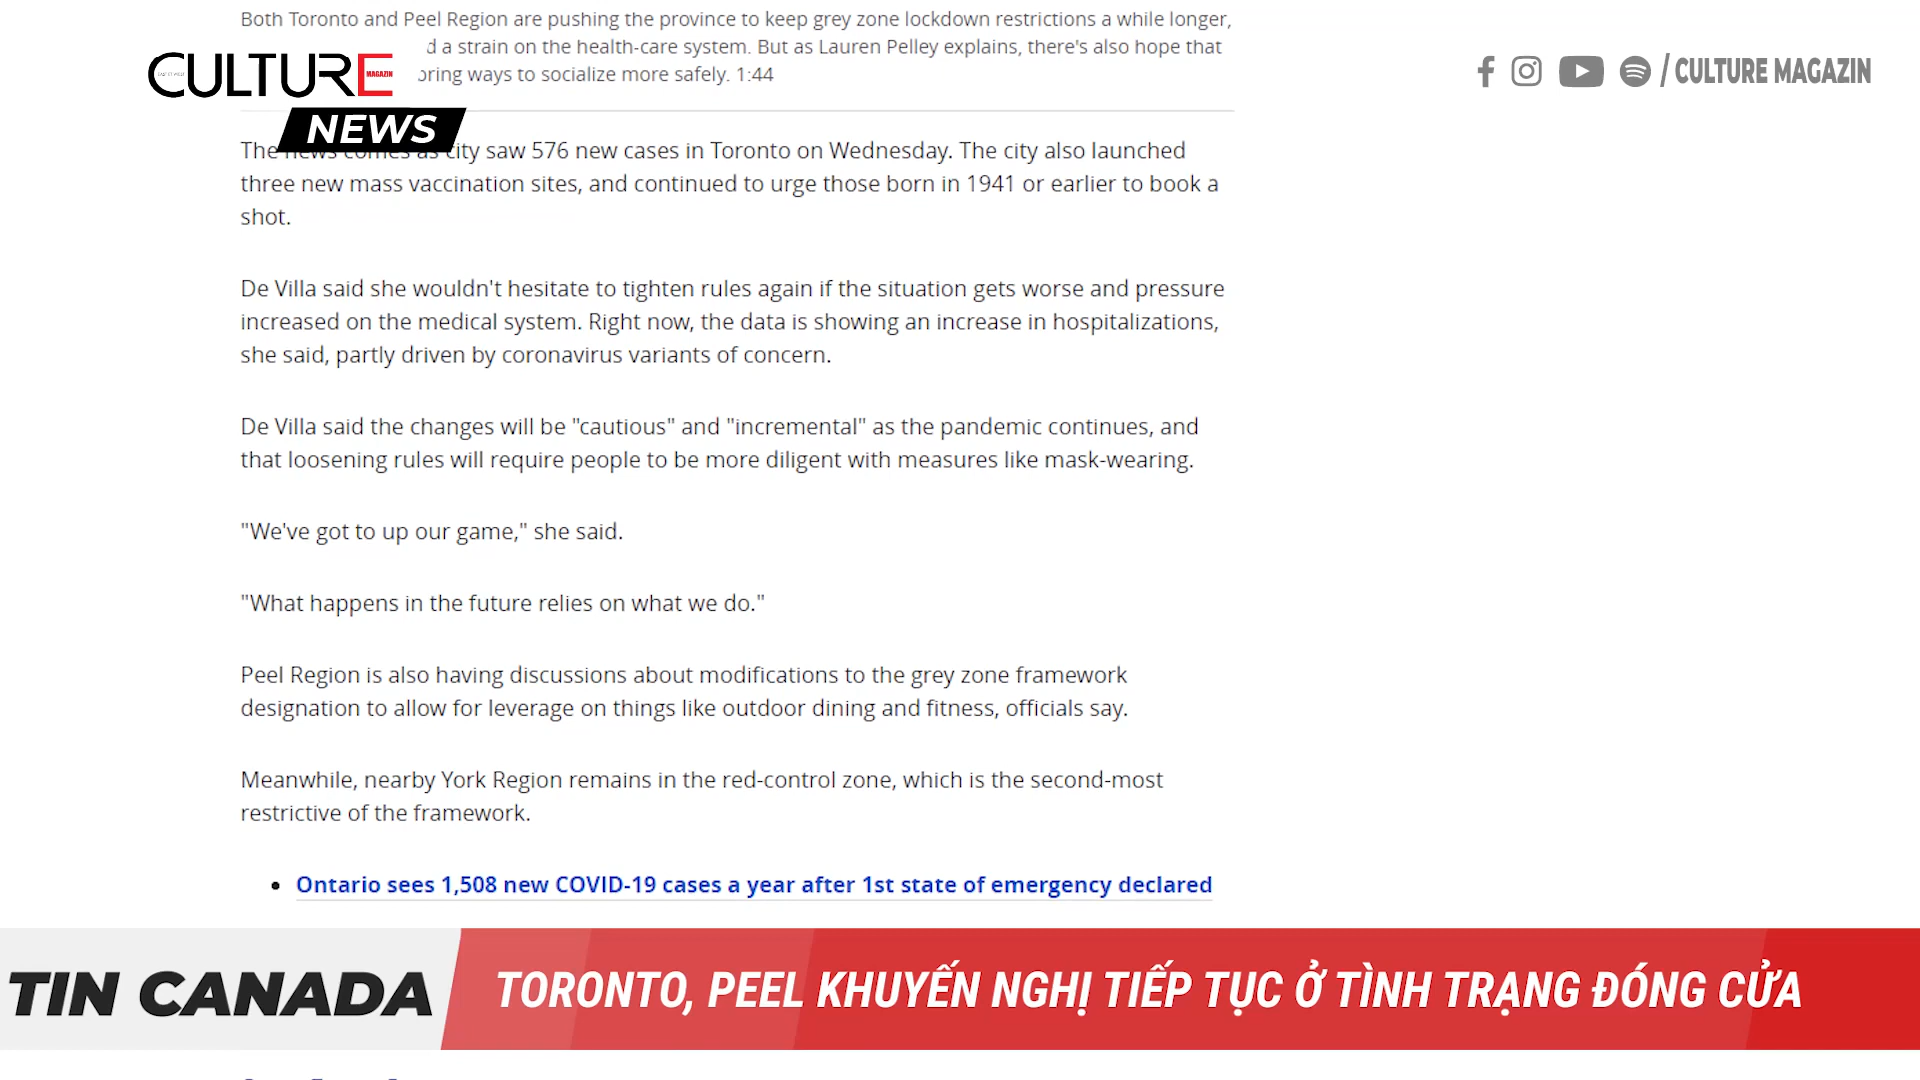 Both Toronto and Peel Region are pushing the province to keep grey zone lockdown restrictions a while longer,
a strain on the health-care system. But as Lauren Pelley explains, there's also hope that
ways to socialize more safely. 1:44
CULTURE
MAGAZIN
NEWS
/ CULTURE MAGAZIN
The news comes as city saw 576 new cases in Toronto on Wednesday. The city also launched
three new mass vaccination sites, and continued to urge those born in 1941 or earlier to book a
shot.
De Villa said she wouldn't hesitate to tighten rules again if the situation gets worse and pressure
increased on the medical system. Right now, the data is showing an increase in hospitalizations,
she said, partly driven by coronavirus variants of concern.
De Villa said the changes will be "cautious" and "incremental" as the pandemic continues, and
that loosening rules will require people to be more diligent with measures like mask-wearing.
"We've got to up our game," she said.
"What happens in the future relies on what we do."
Peel Region is also having discussions about modifications to the grey zone framework
designation to allow for leverage on things like outdoor dining and fitness, officials say.
Meanwhile, nearby York Region remains in the red-control zone, which is the second-most
restrictive of the framework.
• Ontario sees 1,508 new COVID-19 cases a year after 1st state of emergency declared
TIN CANADA
TORONTO, PEEL KHUYẾN NGHỊ TIẾP TỤC Ở TÌNH TRẠNG ĐÓNG CỬA